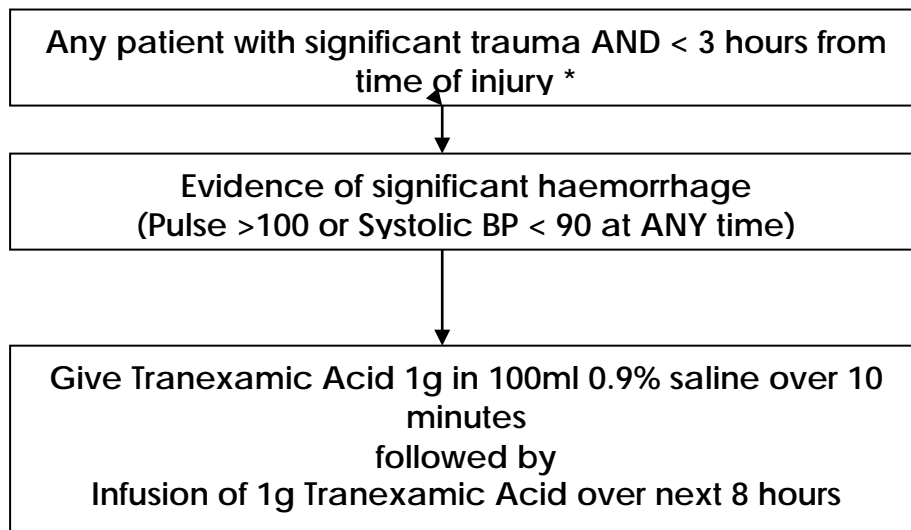 Any patient with significant trauma AND < 3 hours from
time of injury *
Evidence of significant haemorrhage
(Pulse >100 or Systolic BP < 90 at ANY time)
Give Tranexamic Acid 1g in 100ml 0.9% saline over 10
minutes
followed by
Infusion of 1g Tranexamic Acid over next 8 hours